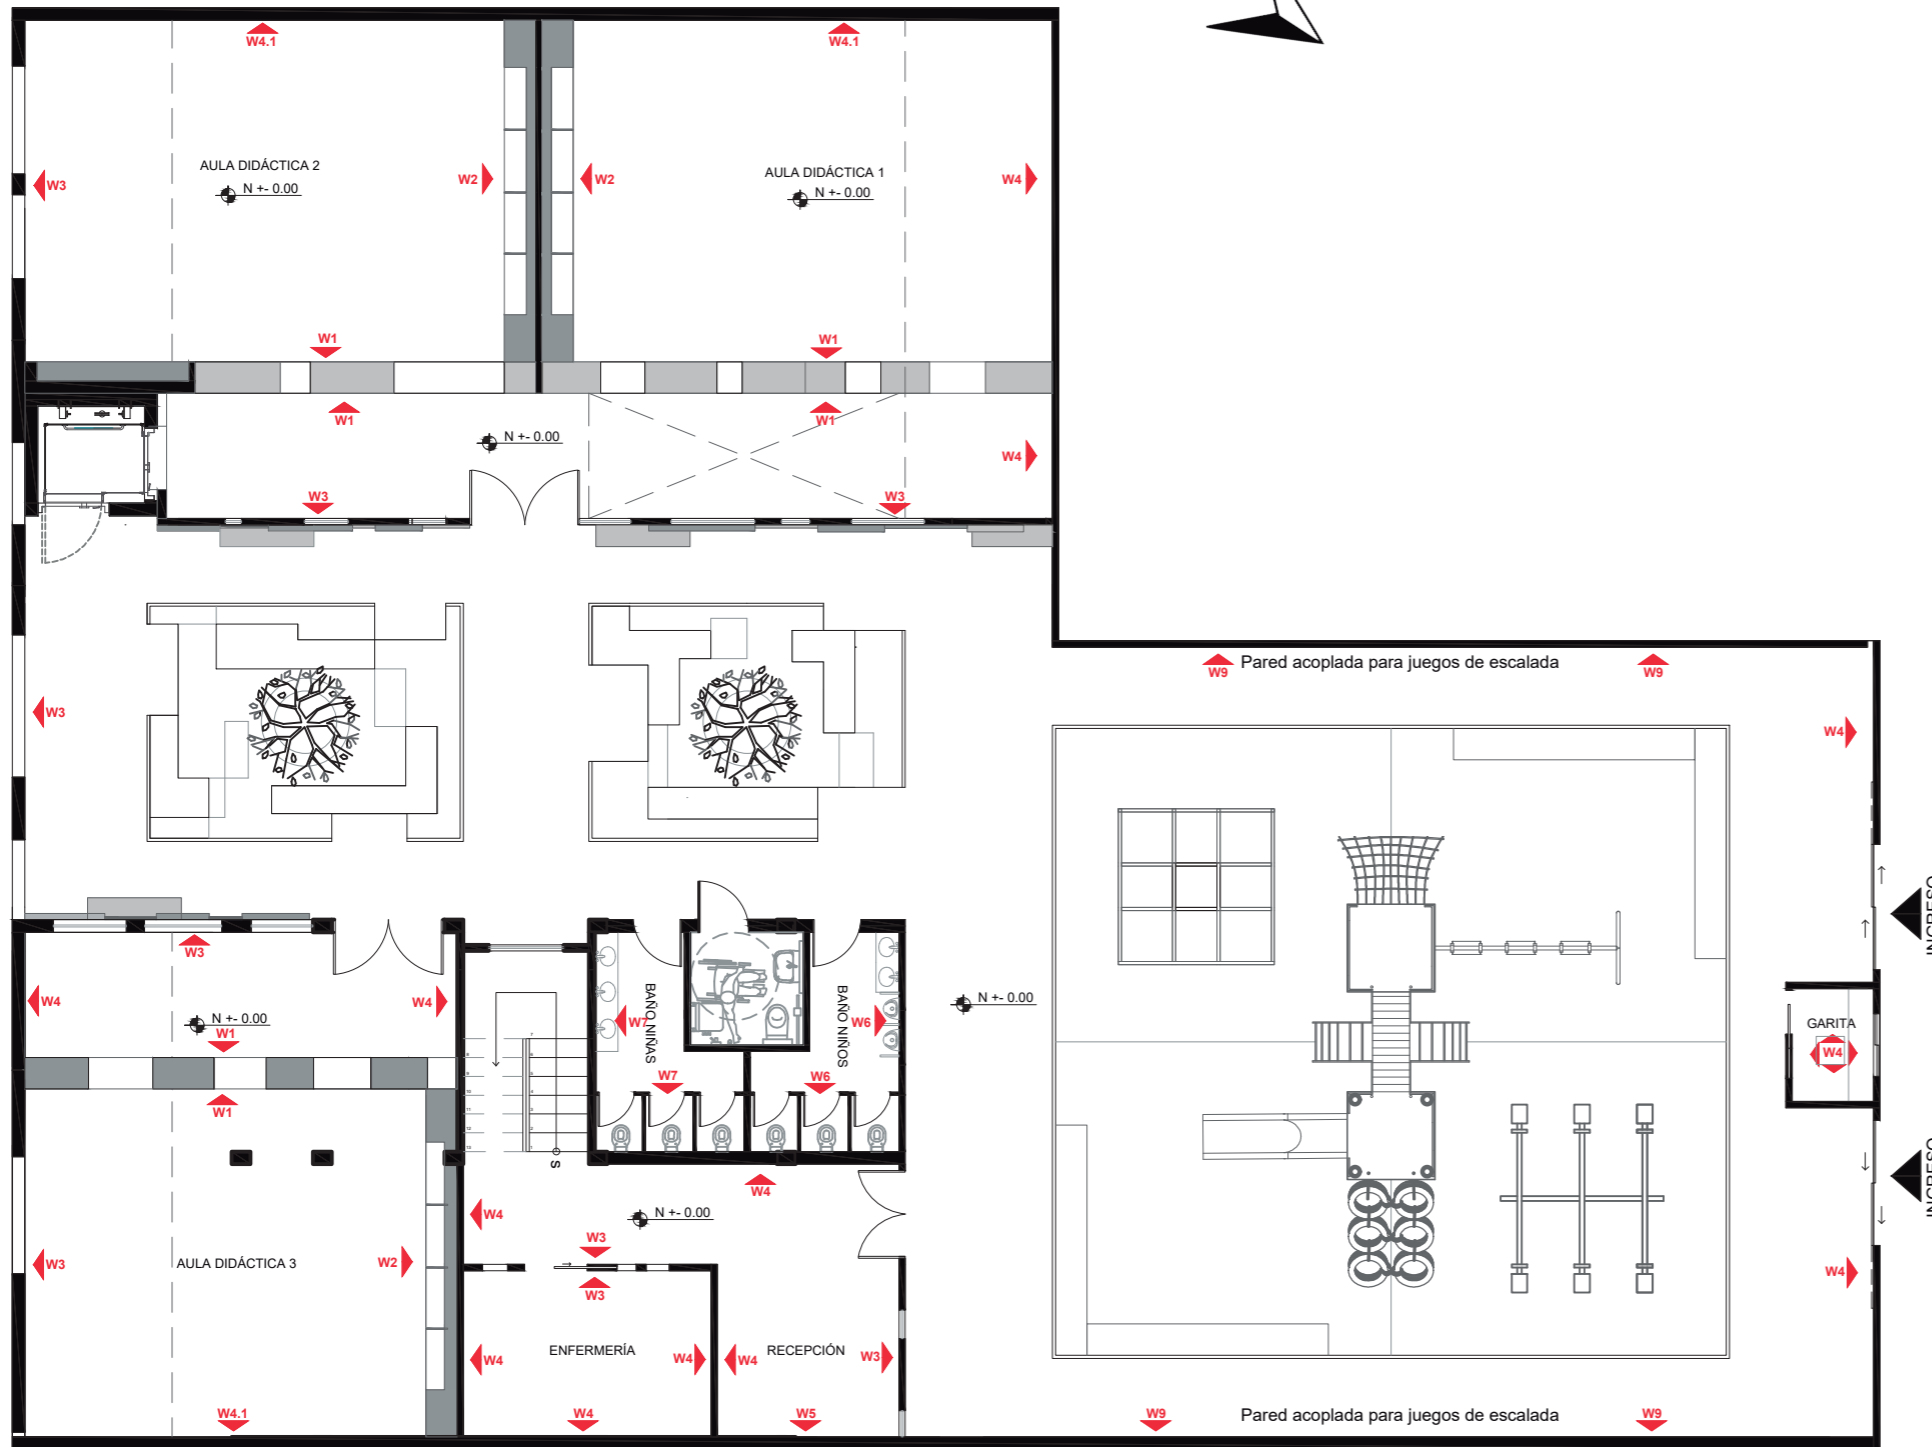 W4.1
W4.1
AULA DIDÁCTICA 2
N +- 0.00
AULA DIDÁCTICA 1
N +- 0.00
W3
W2
W2
W4
W1
W1
W1
W1
N +- 0.00
W4
W3
W3
W9
Pared acoplada para juegos de escalada
W9
W3
W4
INGRESO
W3
W4
W4
N +- 0.00
W1
W1
BAÑO NIÑAS
W7
W7
BAÑO NIÑOS
W6
W6
N +- 0.00
GARITA
W4
S
INGRESO
W4
W4
N +- 0.00
W3
W3
AULA DIDÁCTICA 3
W3
W2
W4
ENFERMERÍA
W4
W4
RECEPCIÓN
W3
W4
W4.1
W4
W5
W9
Pared acoplada para juegos de escalada
W9